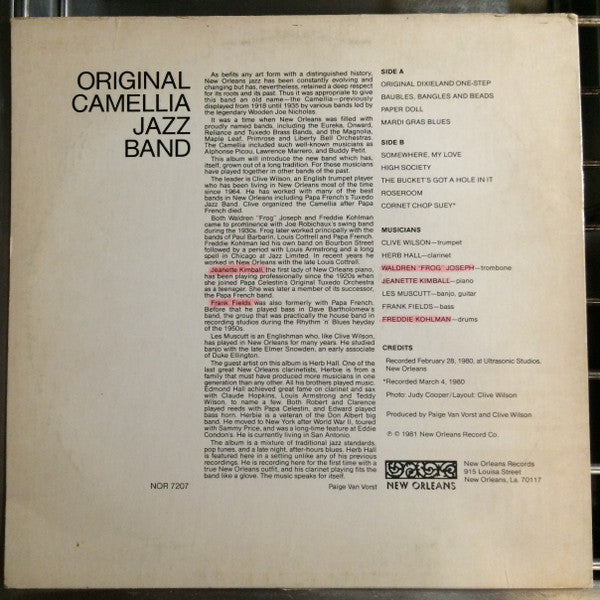 ORIGINAL
CAMELLIA
JAZZ
BAND
As befits any art form with a distinguished history,
New Orleans jazz has been constantly evolving and
changing but has, nevertheless, retained a deep respect
for its roots and its past. Thus it was appropriate to give
this band an old name—the Camellia—previously
displayed from 1918 until 1935 by various bands led by
the legendary Wooden Joe Nicholas.
It was a time when New Orleans was filled with
proudly named bands, including the Eureka, Onward,
Reliance and Tuxedo Brass Bands, and the Magnolia,
Maple Leaf, Primrose and Liberty Bell Orchestras.
The Camellia included such well-known musicians as
Alphonse Picou, Lawrence Marrero, and Buddy Petit.
This album will introduce the new band which has,
itself, grown out of a long tradition. For these musicians
have played together in other bands of the past.
The leader is Clive Wilson, an English trumpet player
who has been living in New Orleans most of the time
since 1964. He has worked with many of the best
bands in New Orleans including Papa French's Tuxedo
Jazz Band. Clive organized the Camellia after Papa
French died.
Both Waldren "Frog" Joseph and Freddie Kohlman
came to prominence with Joe Robichaux's swing band
during the 1930s. Frog later worked principally with the
bands of Paul Barbarin, Louis Cottrell and Papa French.
Freddie Kohlman led his own band on Bourbon Street
followed by a period with Louis Armstrong and a long
spell in Chicago at Jazz Limited. In recent years he
worked in New Orleans with the late Louis Cottrell.
Jeanette Kimball, the first lady of New Orleans piano,
has been playing professionally since the 1920s when
she joined Papa Celestin's Original Tuxedo Orchestra
as a teenager. She was later a member of its successor,
the Papa French band.
Frank Fields was also formerly with Papa French.
Before that he played bass in Dave Bartholomew's
band, the group that was practically the house band in
recording studios during the Rhythm 'n' Blues heyday
of the 1950s.
Les Muscutt is an Englishman who, like Clive Wilson,
has played in New Orleans for many years. He studied
banjo with the late Elmer Snowden, an early associate
of Duke Ellington.
The guest artist on this album is Herb Hall. One of the
last great New Orleans clarinetists, Herbie is from a
family that must have produced more musicians in one
generation than any other. All his brothers played music.
Edmond Hall achieved great fame on clarinet and sax
with Claude Hopkins, Louis Armstrong and Teddy
Wilson, to name a few. Both Robert and Clarence
played reeds with Papa Celestin, and Edward played
bass horn. Herbie is a veteran of the Don Albert big
band. He moved to New York after World War II, toured
with Sammy Price, and was a long-time feature at Eddie
Condon's. He is currently living in San Antonio.
The album is a mixture of traditional jazz standards,
pop tunes, and a late night, after-hours blues. Herb Hall
is featured here in a setting unlike any of his previous
recordings. He is recording here for the first time with a
true New Orleans outfit, and his clarinet playing fits the
band like a glove. The music speaks for itself.
Paige Van Vorst
NOR 7207
SIDE A
ORIGINAL DIXIELAND ONE-STEP
BAUBLES, BANGLES AND BEADS
PAPER DOLL
MARDI GRAS BLUES
SIDE B
SOMEWHERE, MY LOVE
HIGH SOCIETY
THE BUCKET'S GOT A HOLE IN IT
ROSEROOM
CORNET CHOP SUEY*
MUSICIANS
CLIVE WILSON—trumpet
HERB HALL—clarinet
WALDREN "FROG" JOSEPH—trombone
JEANETTE KIMBALL—piano
LES MUSCUTT—banjo, guitar
FRANK FIELDS—bass
FREDDIE KOHLMAN—drums
CREDITS
Recorded February 28, 1980, at Ultrasonic Studios,
New Orleans
*Recorded March 4, 1980
Photo: Judy Cooper/Layout: Clive Wilson
Produced by Paige Van Vorst and Clive Wilson
℗ © 1981 New Orleans Record Co.
NEW ORLEANS
New Orleans Records
915 Louisa Street
New Orleans, La. 70117